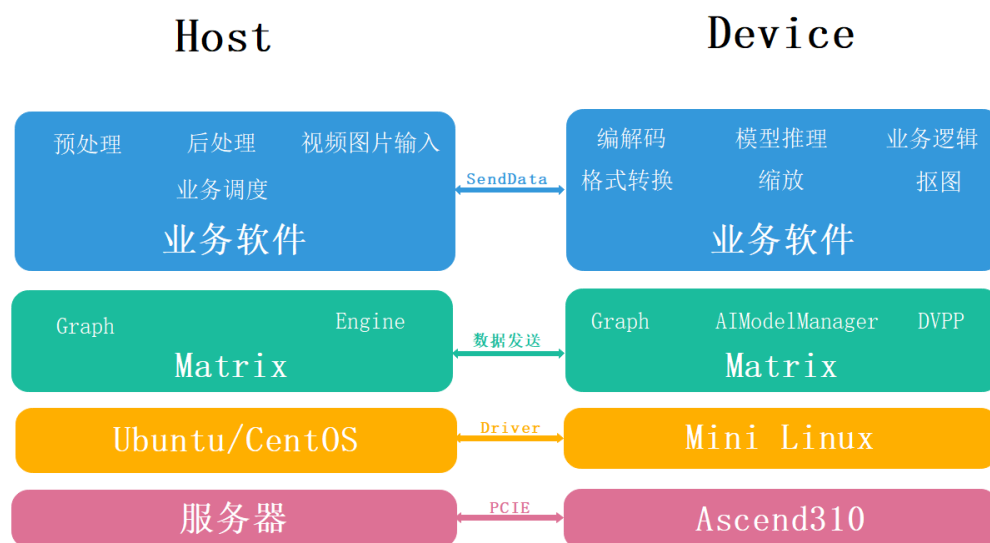 Host
Device
预处理 后处理 视频图片输入
业务调度
业务软件
SendData
编解码 模型推理 业务逻辑
格式转换 缩放 抠图
业务软件
Graph Engine
Matrix
数据发送
Graph AIModelManager DVPP
Matrix
Ubuntu/CentOS
Driver
Mini Linux
服务器
PCIE
Ascend310